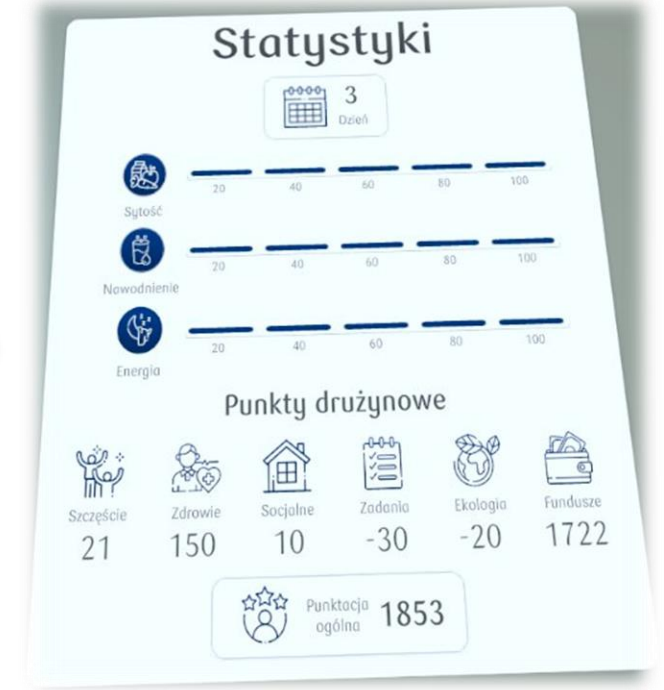 Statystyki
3
Dzień
20 40 60 80 100
Sytość
20 40 60 80 100
Nawodnienie
20 40 60 80 100
Energia
Punkty drużynowe
Szczęście Zdrowie Socjalne Zadania Ekologia Fundusze
21 150 10 -30 -20 1722
Punktacja
ogólna
1853